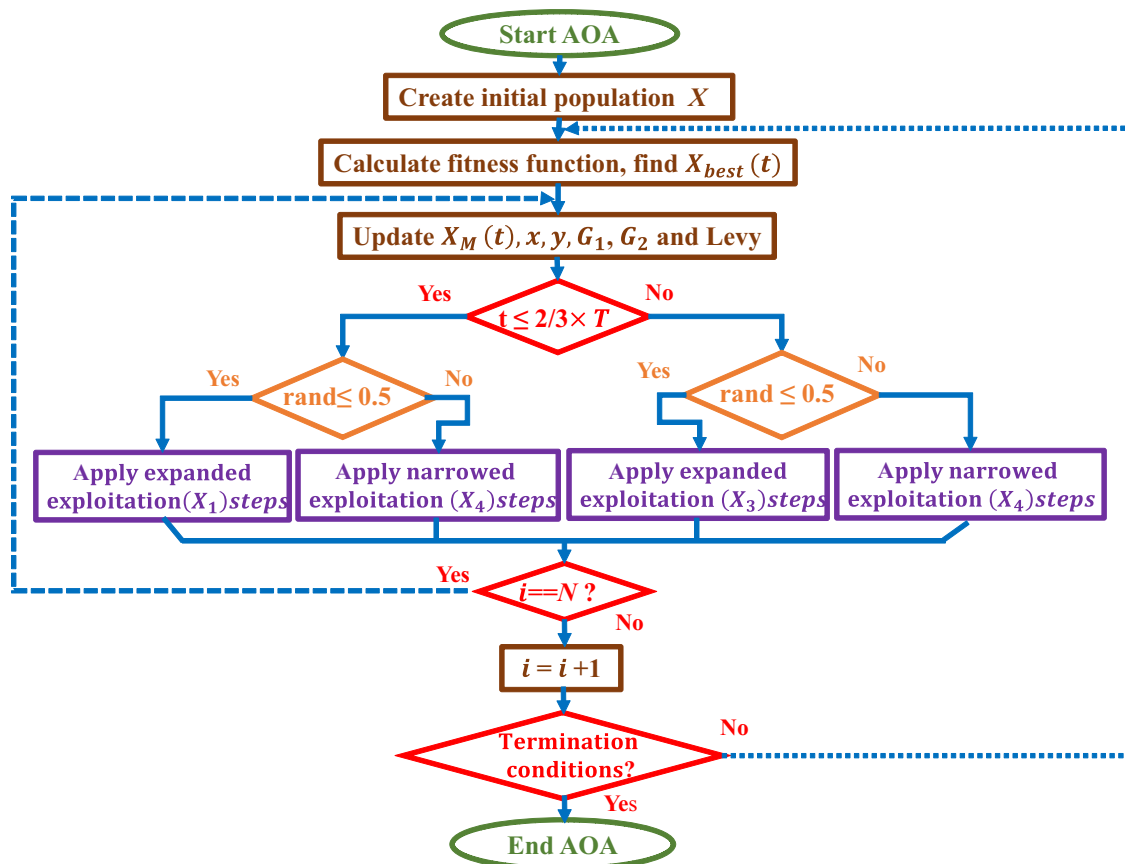 Start AOA
Create initial population X
Calculate fitness function, find X_best (t)
Update X_M (t), x, y, G_1, G_2 and Levy
Yes
No
t ≤ 2/3× T
Yes
rand≤ 0.5
No
Yes
rand ≤ 0.5
No
Apply expanded
exploitation(X_1)steps
Apply narrowed
exploitation (X_4)steps
Apply expanded
exploitation (X_3)steps
Apply narrowed
exploitation (X_4)steps
Yes
i==N ?
No
i = i +1
Termination
conditions?
No
Yes
End AOA